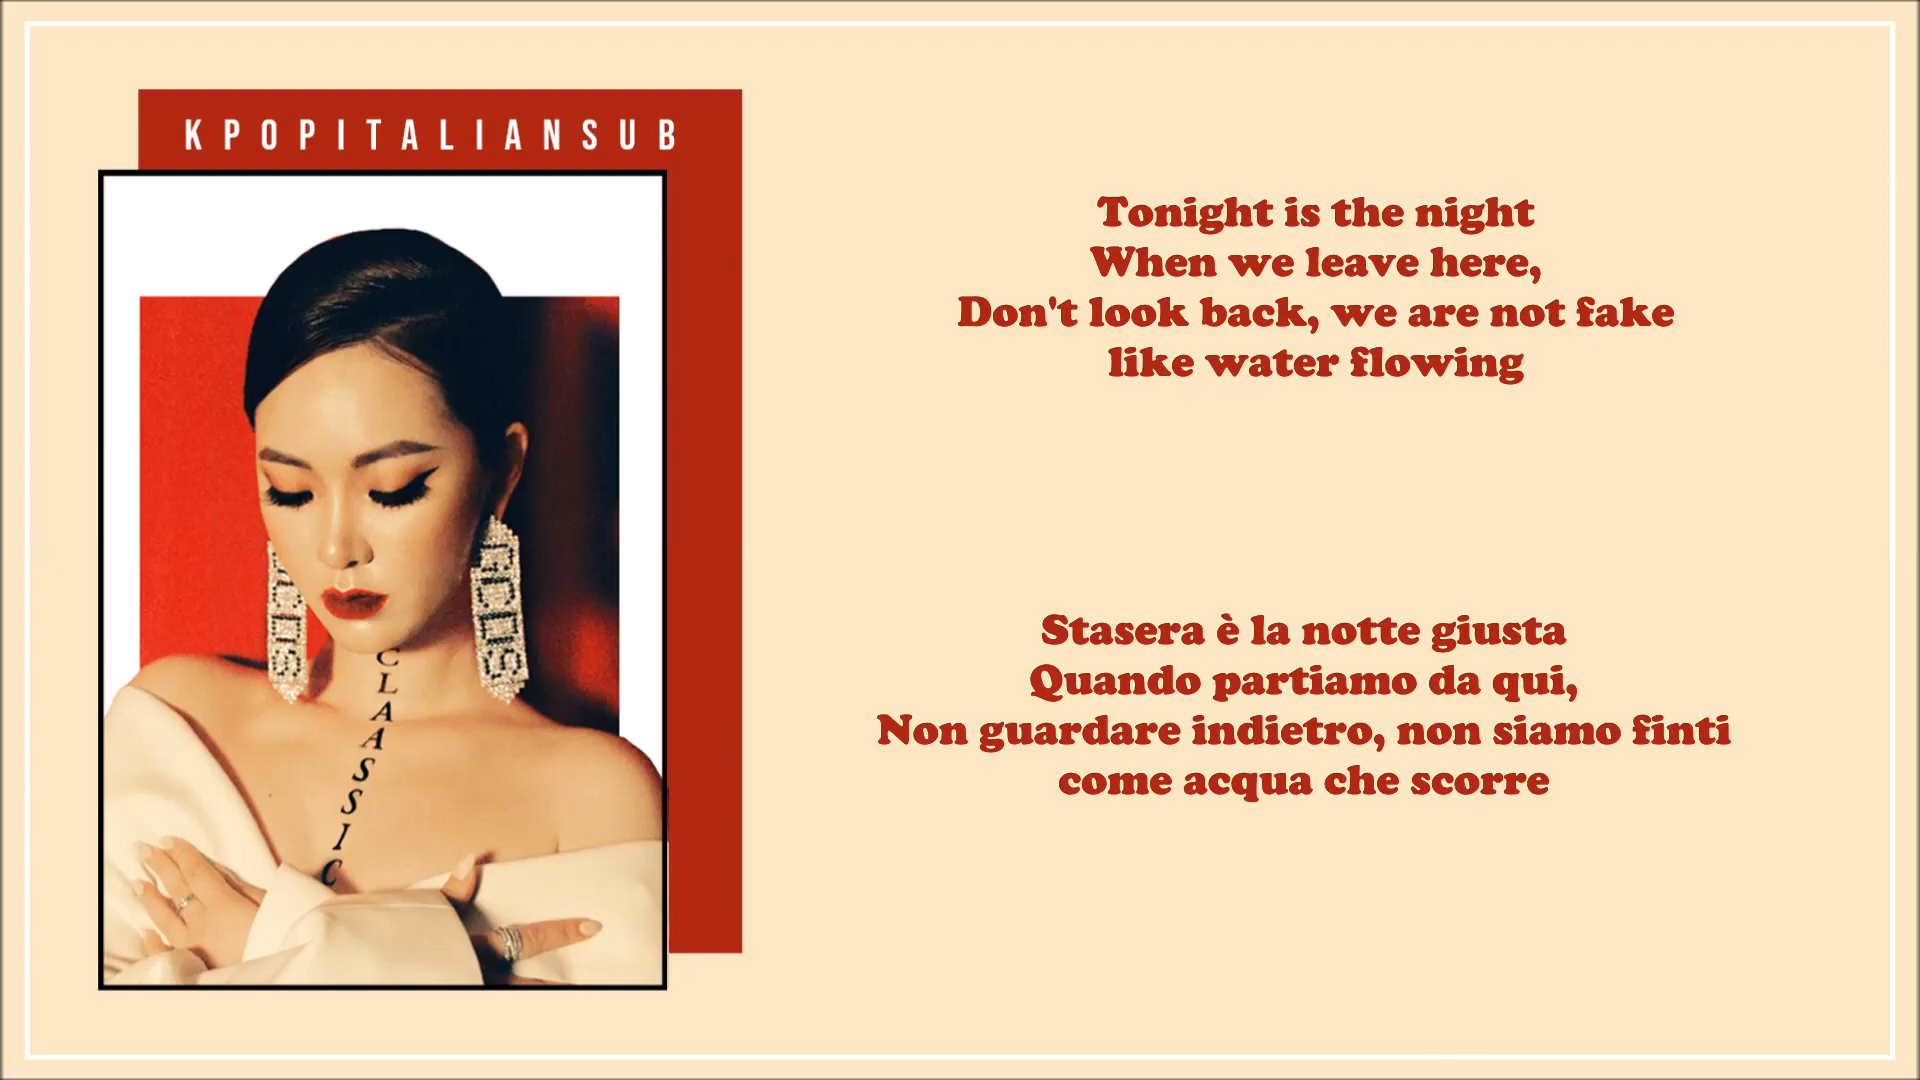 KPOPITALIANSUB
CLAASSIC
Tonight is the night
When we leave here,
Don't look back, we are not fake
like water flowing
Stasera è la notte giusta
Quando partiamo da qui,
Non guardare indietro, non siamo finti
come acqua che scorre